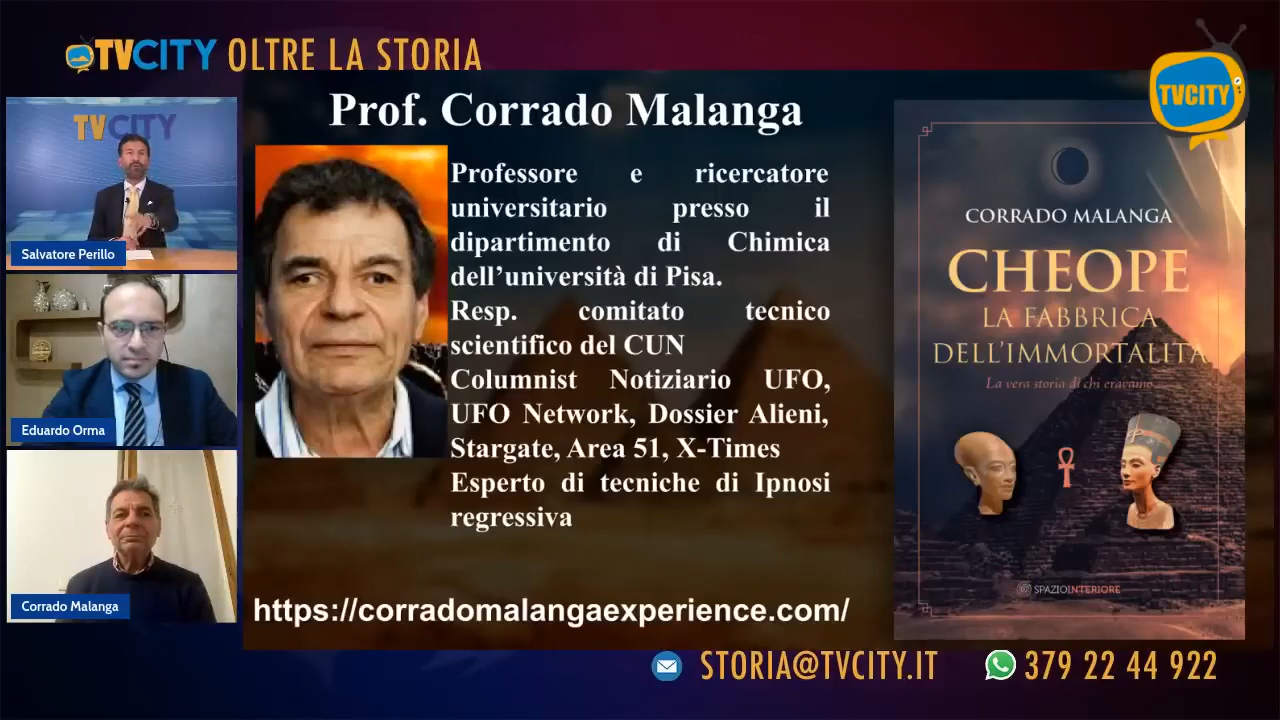 TVCITY OLTRE LA STORIA
TVCITY
Prof. Corrado Malanga
TVCITY
Salvatore Perillo
Eduardo Orma
Corrado Malanga
Professore e ricercatore
universitario presso il
dipartimento di Chimica
dell'università di Pisa.
Resp. comitato tecnico
scientifico del CUN
Columnist Notiziario UFO,
UFO Network, Dossier Alieni,
Stargate, Area 51, X-Times
Esperto di tecniche di Ipnosi
regressiva
https://corradomalangaexperience.com/
CORRADO MALANGA
CHEOPE
LA FABBRICA
DELL'IMMORTALITÀ
La vera storia di chi eravamo
SPAZIOINTERIORE
STORIA@TVCITY.IT
379 22 44 922